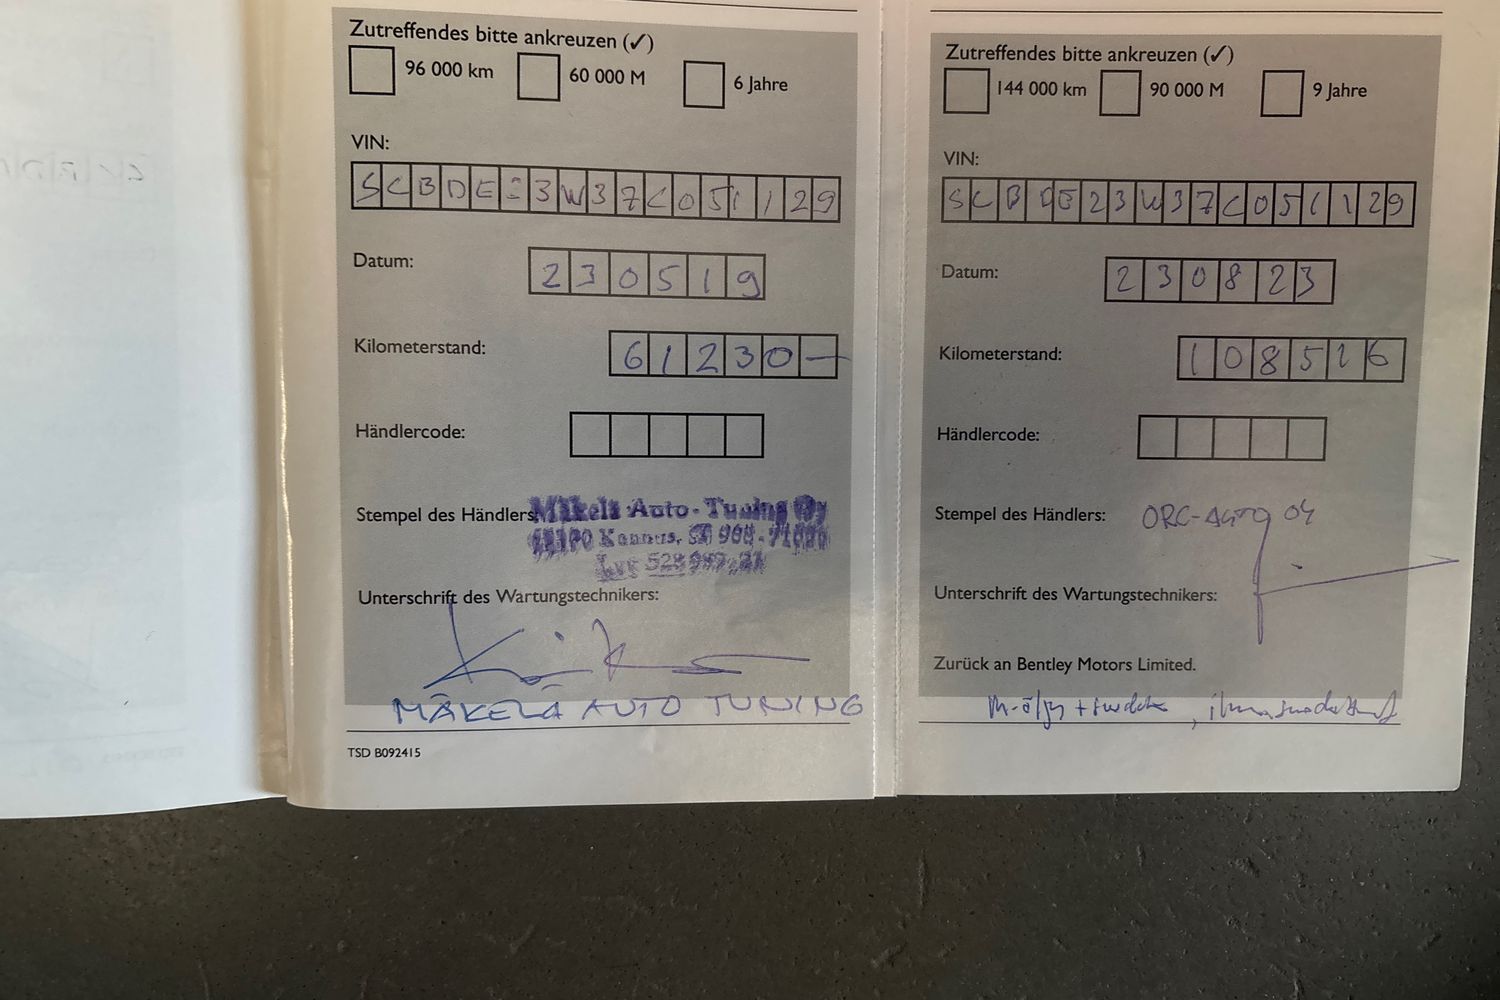 Zutreffendes bitte ankreuzen (✓)
96 000 km 60 000 M 6 Jahre
VIN:
SCBDE 3W37C051129
Datum:
230519
Kilometerstand:
61230—
Händlercode:
Stempel des Händlers:
Mäkelä Auto-Tuning Oy
Kannus,
Unterschrift des Wartungstechnikers:
MÄKELÄ AUTO TUNING
TSD B092415
Zutreffendes bitte ankreuzen (✓)
144 000 km 90 000 M 9 Jahre
VIN:
SCBDE23W37C051129
Datum:
230823
Kilometerstand:
Händlercode:
Stempel des Händlers:
Unterschrift des Wartungstechnikers:
Zurück an Bentley Motors Limited.